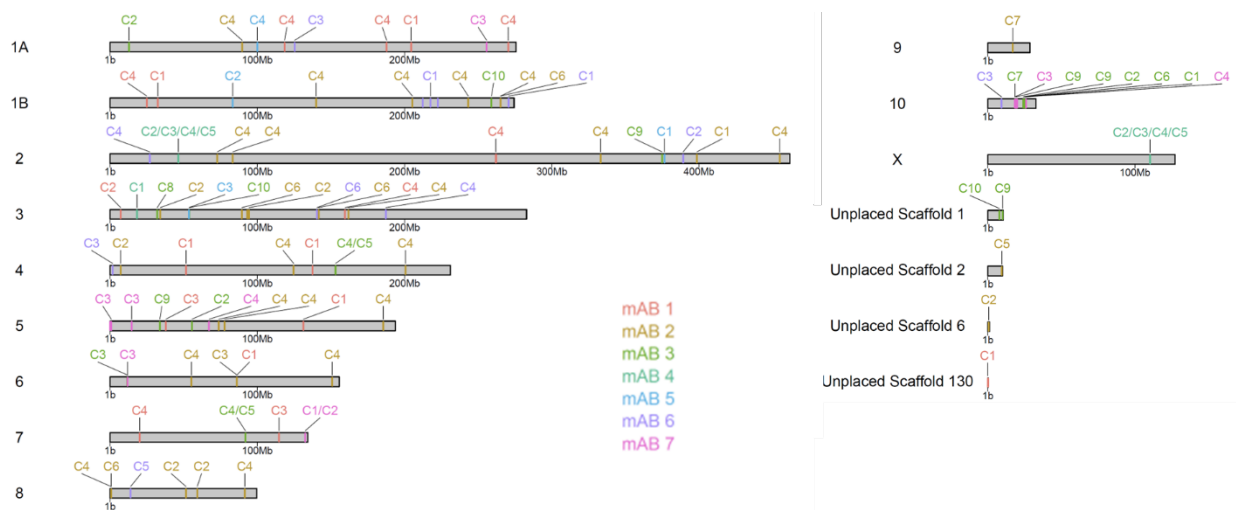 C2 C4 C4 C4 C3 C4 C1 C3 C4
1A
1b 100Mb 200Mb
C4 C1 C2 C4 C4 C1 C4 C10 C4 C6 C1
1B
1b 100Mb 200Mb
C4 C2/C3/C4/C5 C4 C4 C4 C4 C9 C1 C2 C1 C4
2
1b 100Mb 200Mb 300Mb 400Mb
C2 C1 C8 C2 C3 C10 C6 C2 C6 C6 C4 C4 C4
3
1b 100Mb 200Mb
C3 C2 C1 C4 C1 C4/C5 C4
4
1b 100Mb 200Mb
C3 C3 C9 C3 C2 C4 C4 C4 C1 C4
5
1b 100Mb
C3 C3 C4 C3 C1 C4
6
1b 100Mb
C4 C4/C5 C3 C1/C2
7
1b 100Mb
C4 C6 C5 C2 C2 C4
8
1b
mAB 1
mAB 2
mAB 3
mAB 4
mAB 5
mAB 6
mAB 7
C7
9
1b
C3 C7 C3 C9 C9 C2 C6 C1 C4
10
1b
C2/C3/C4/C5
X
1b 100Mb
C10 C9
Unplaced Scaffold 1
1b
C5
Unplaced Scaffold 2
1b
C2
Unplaced Scaffold 6
1b
C1
Unplaced Scaffold 130
1b